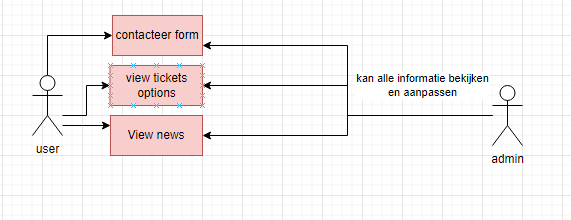 contacteer form
view tickets
options
View news
user
kan alle informatie bekijken
en aanpassen
admin